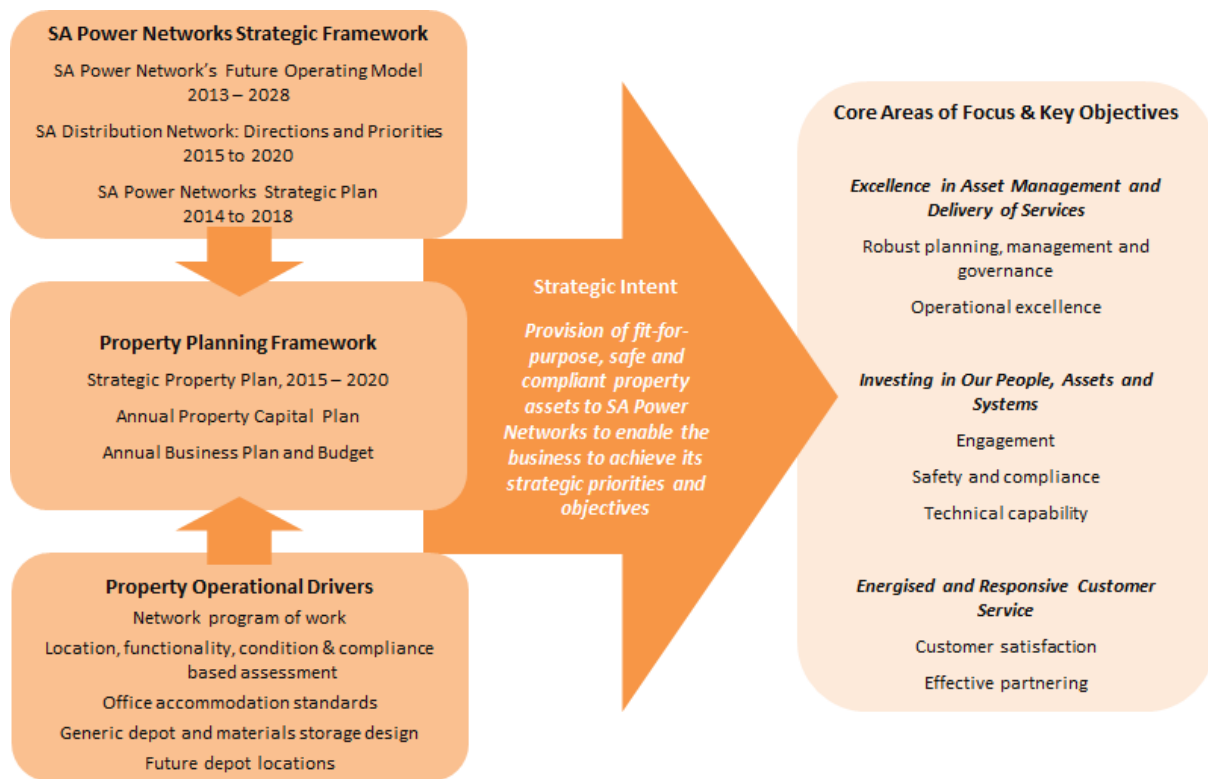 SA Power Networks Strategic Framework
SA Power Network's Future Operating Model
2013 – 2028
SA Distribution Network: Directions and Priorities
2015 to 2020
SA Power Networks Strategic Plan
2014 to 2018
Property Planning Framework
Strategic Property Plan, 2015 – 2020
Annual Property Capital Plan
Annual Business Plan and Budget
Property Operational Drivers
Network program of work
Location, functionality, condition & compliance
based assessment
Office accommodation standards
Generic depot and materials storage design
Future depot locations
Strategic Intent
Provision of fit-for-
purpose, safe and
compliant property
assets to SA Power
Networks to enable the
business to achieve its
strategic priorities and
objectives
Core Areas of Focus & Key Objectives
Excellence in Asset Management and
Delivery of Services
Robust planning, management and
governance
Operational excellence
Investing in Our People, Assets and
Systems
Engagement
Safety and compliance
Technical capability
Energised and Responsive Customer
Service
Customer satisfaction
Effective partnering